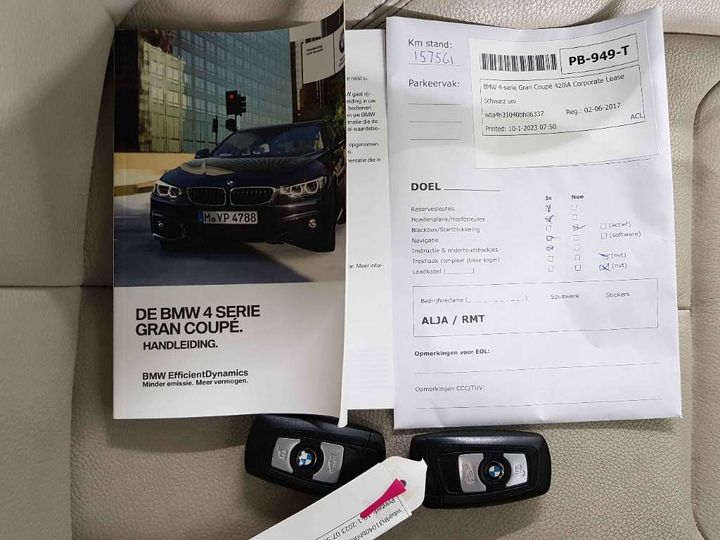 M YP 4788
DE BMW 4 SERIE
GRAN COUPÉ.
HANDLEIDING.
BMW EfficientDynamics
Minder emissie. Meer vermogen.
Km stand:
157561
Parkeervak:
PB-949-T
BMW 4-serie Gran Coupé 420iA Corporate Lease
Schwarz uni
wba4h31040bh06337
Reg.: 02-06-2017
Printed: 10-1-2023 07:50
ACL
DOEL
Ja Nee
Reservesleutels
Hoedenplank/Hoofdsteunen
Blackbox/Startblokkering (actief)
Navigatie (software)
Instructie & onderhoudsboekjes
Trekhaak compleet (losse kogel) (nvt)
Laadkabel (______) (nvt)
Bedrijfsreclame (__________) Spuitwerk Stickers
ALJA / RMT
Opmerkingen voor EOL:
Opmerkingen CCC/TUV: